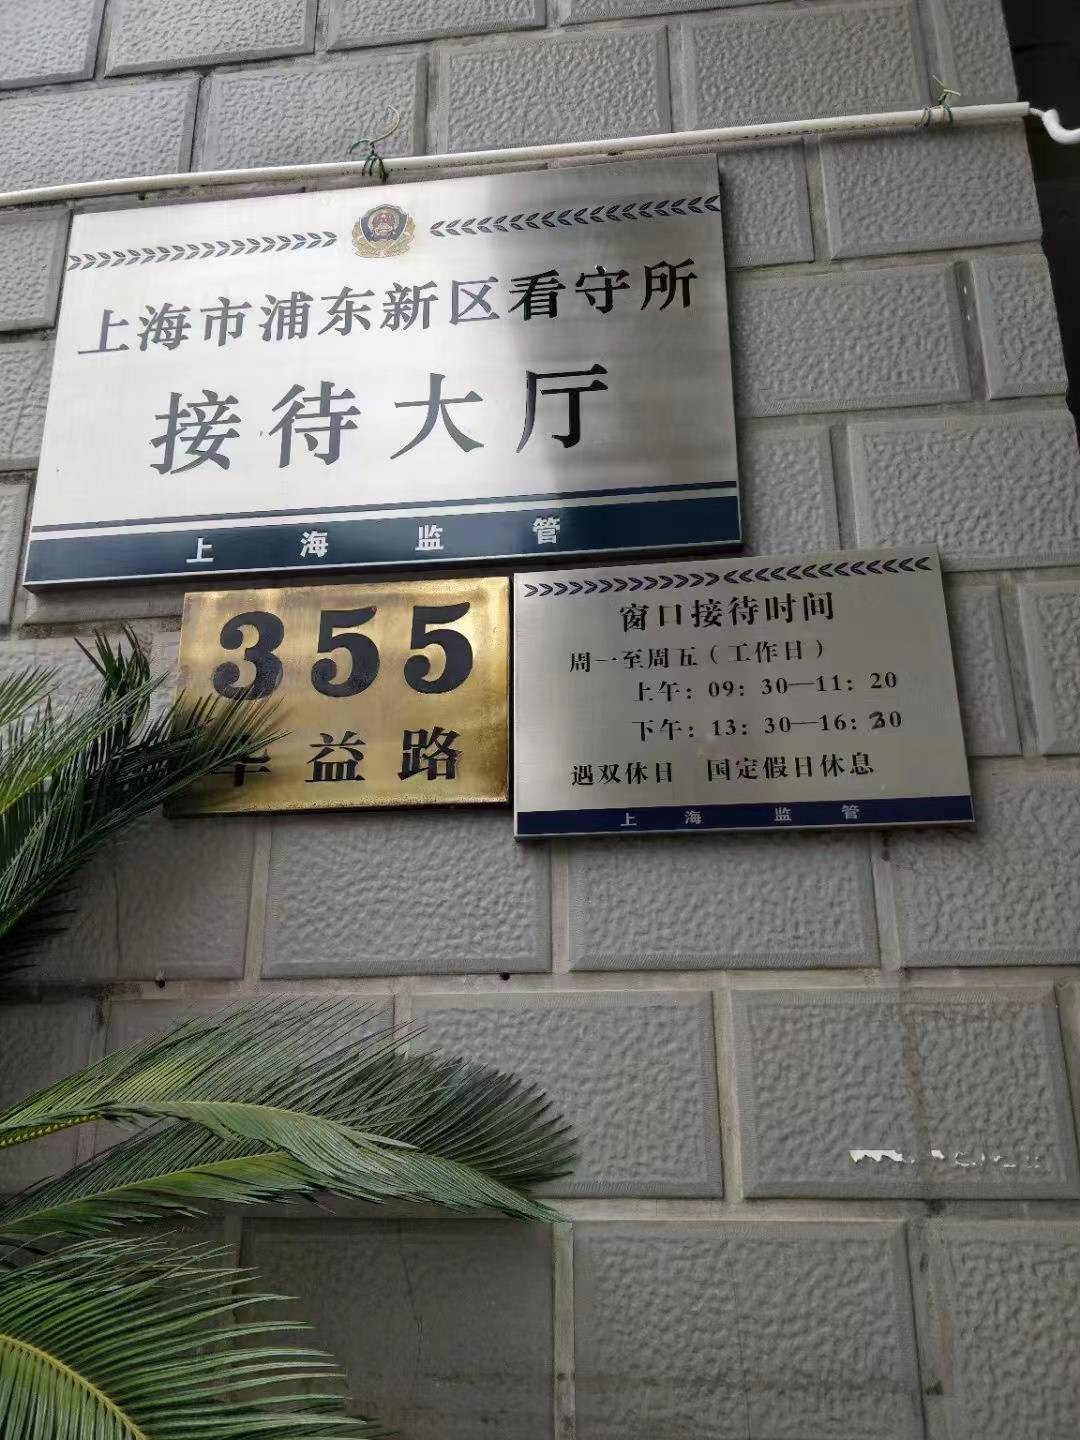 上海市浦东新区看守所
接待大厅
上海监管
355
华益路
窗口接待时间
周一至周五（工作日）
上午：09：30—11：20
下午：13：30—16：30
遇双休日 国定假日休息
上海监管